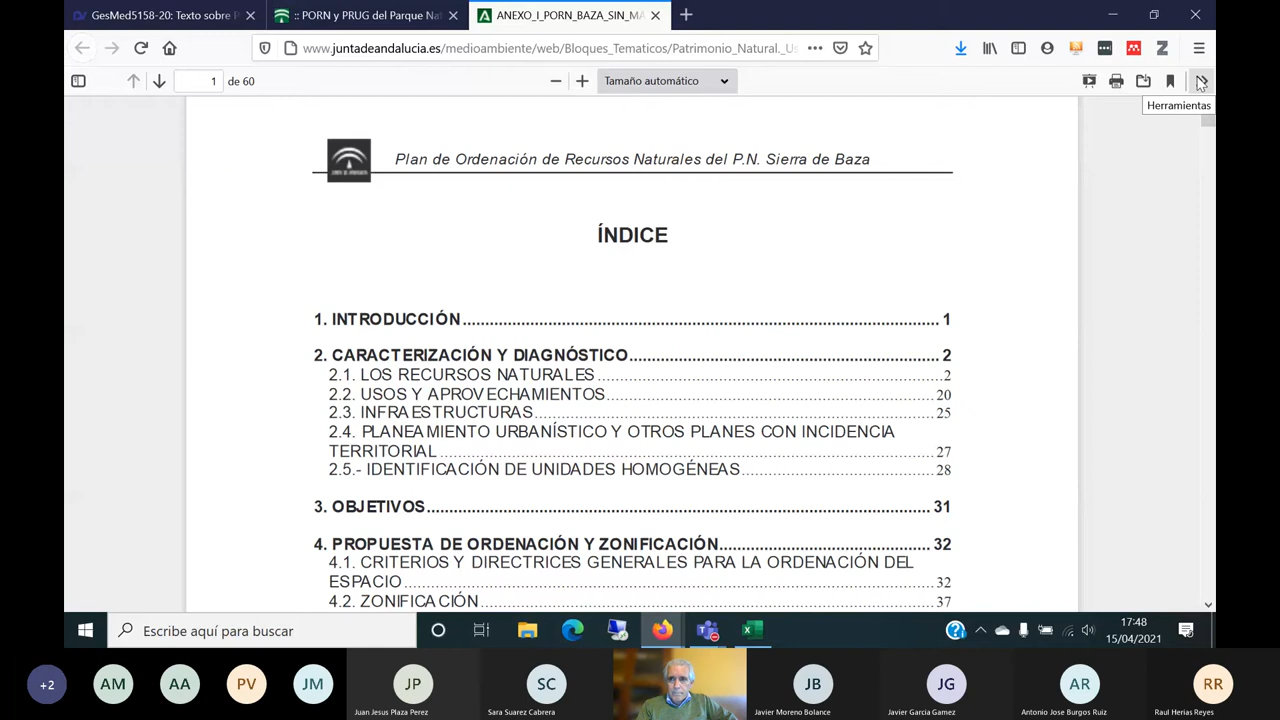 GesMed5158-20: Texto sobre P
:: PORN y PRUG del Parque Nat
ANEXO_I_PORN_BAZA_SIN_MA
www.juntadeandalucia.es/medioambiente/web/Bloques_Tematicos/Patrimonio_Natural._Us
1 de 60
Tamaño automático
Herramientas
Plan de Ordenación de Recursos Naturales del P.N. Sierra de Baza
ÍNDICE
1. INTRODUCCIÓN 1
2. CARACTERIZACIÓN Y DIAGNÓSTICO 2
2.1. LOS RECURSOS NATURALES 2
2.2. USOS Y APROVECHAMIENTOS 20
2.3. INFRAESTRUCTURAS 25
2.4. PLANEAMIENTO URBANÍSTICO Y OTROS PLANES CON INCIDENCIA
TERRITORIAL 27
2.5.- IDENTIFICACIÓN DE UNIDADES HOMOGÉNEAS 28
3. OBJETIVOS 31
4. PROPUESTA DE ORDENACIÓN Y ZONIFICACIÓN 32
4.1. CRITERIOS Y DIRECTRICES GENERALES PARA LA ORDENACIÓN DEL
ESPACIO 32
4.2. ZONIFICACIÓN 37
Escribe aquí para buscar
17:48
15/04/2021
+2
AM
AA
PV
JM
JP
SC
JB
JG
AR
RR
Juan Jesus Plaza Perez
Sara Suarez Cabrera
Javier Moreno Bolance
Javier Garcia Gamez
Antonio Jose Burgos Ruiz
Raul Herias Reyes